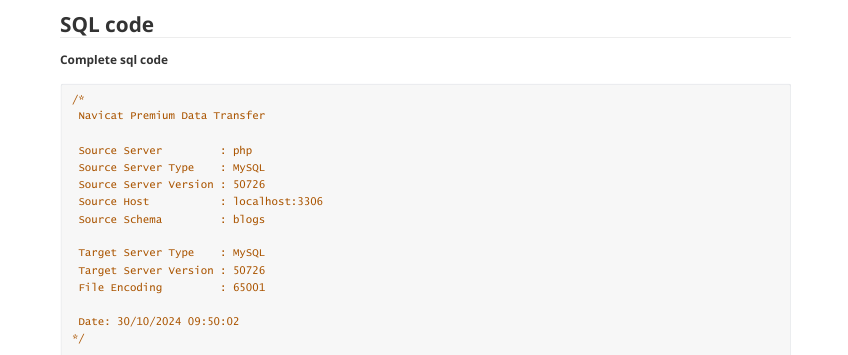 SQL code
Complete sql code
/*
 Navicat Premium Data Transfer

 Source Server         : php
 Source Server Type    : MySQL
 Source Server Version : 50726
 Source Host           : localhost:3306
 Source Schema         : blogs

 Target Server Type    : MySQL
 Target Server Version : 50726
 File Encoding         : 65001

 Date: 30/10/2024 09:50:02
*/